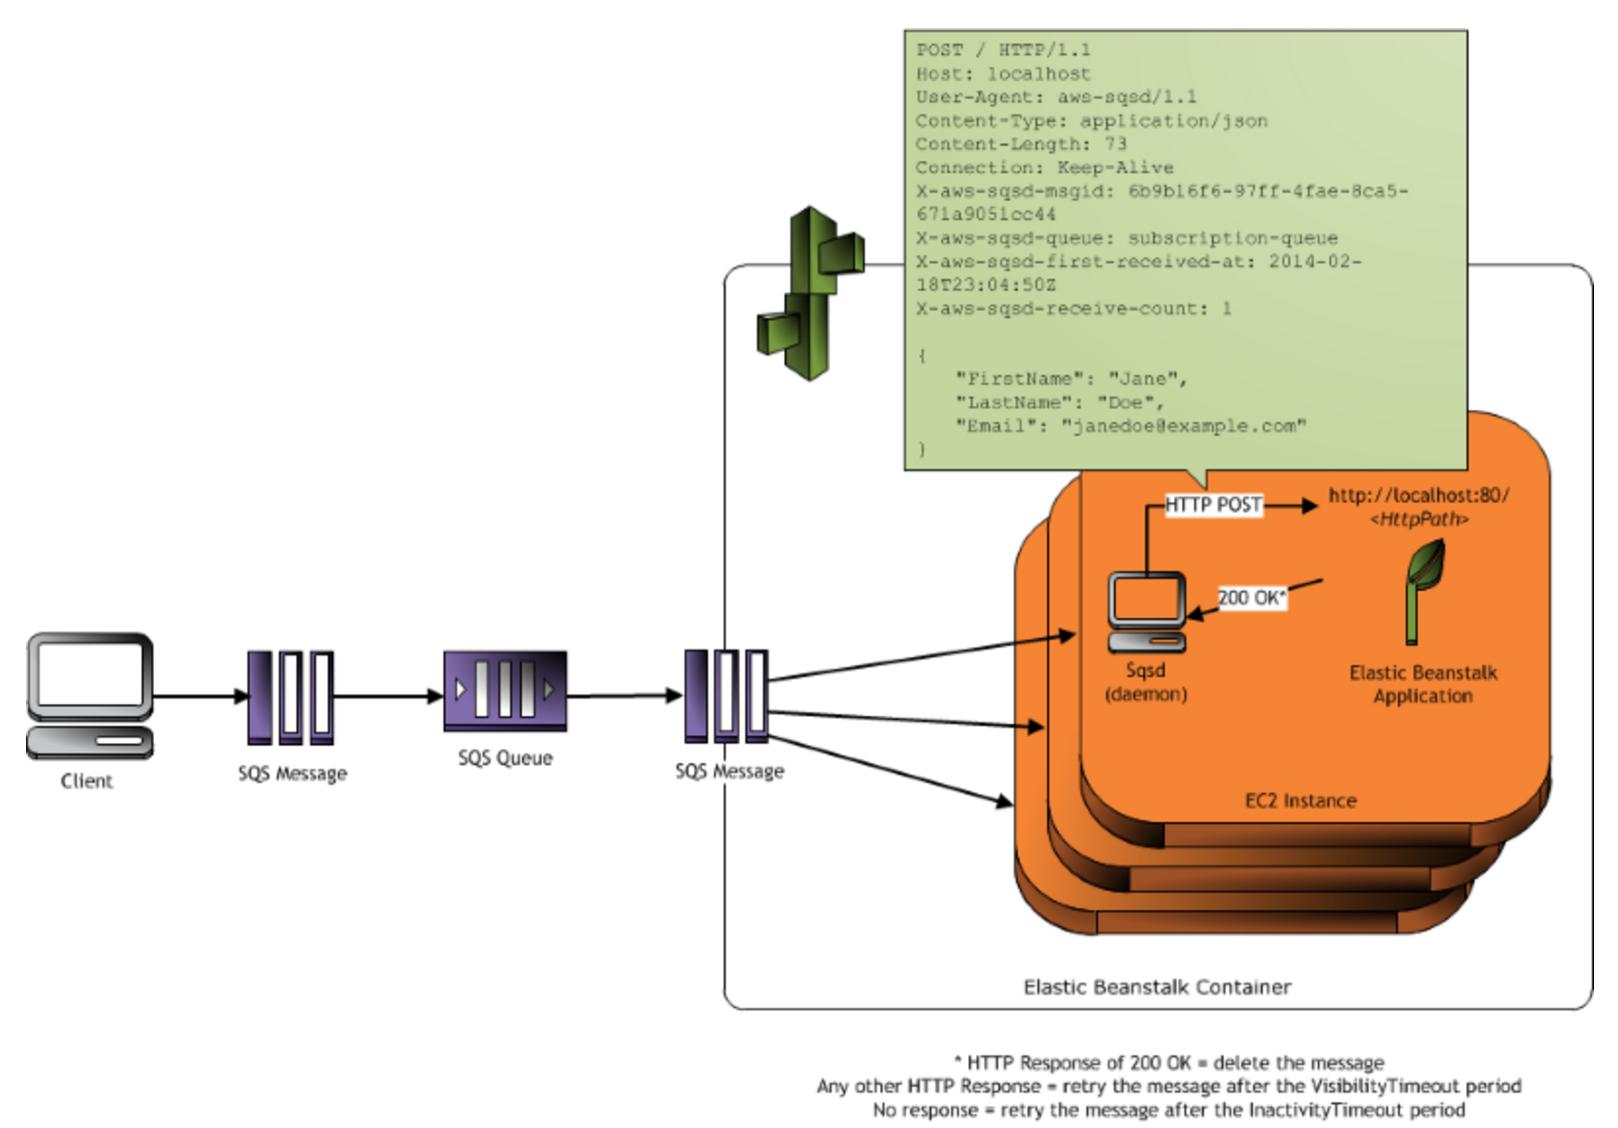 POST / HTTP/1.1
Host: localhost
User-Agent: aws-sqsd/1.1
Content-Type: application/json
Content-Length: 73
Connection: Keep-Alive
X-aws-sqsd-msgid: 6b9b16f6-97ff-4fae-8ca5-
671a9051cc44
X-aws-sqsd-queue: subscription-queue
X-aws-sqsd-first-received-at: 2014-02-
18T23:04:50Z
X-aws-sqsd-receive-count: 1
{
"FirstName": "Jane",
"LastName": "Doe",
"Email": "janedoe@example.com"
}
HTTP POST
http://localhost:80/
<HttpPath>
200 OK*
Sqsd
(daemon)
Elastic Beanstalk
Application
EC2 Instance
Client
SQS Message
SQS Queue
SQS Message
Elastic Beanstalk Container
* HTTP Response of 200 OK = delete the message
Any other HTTP Response = retry the message after the VisibilityTimeout period
No response = retry the message after the InactivityTimeout period